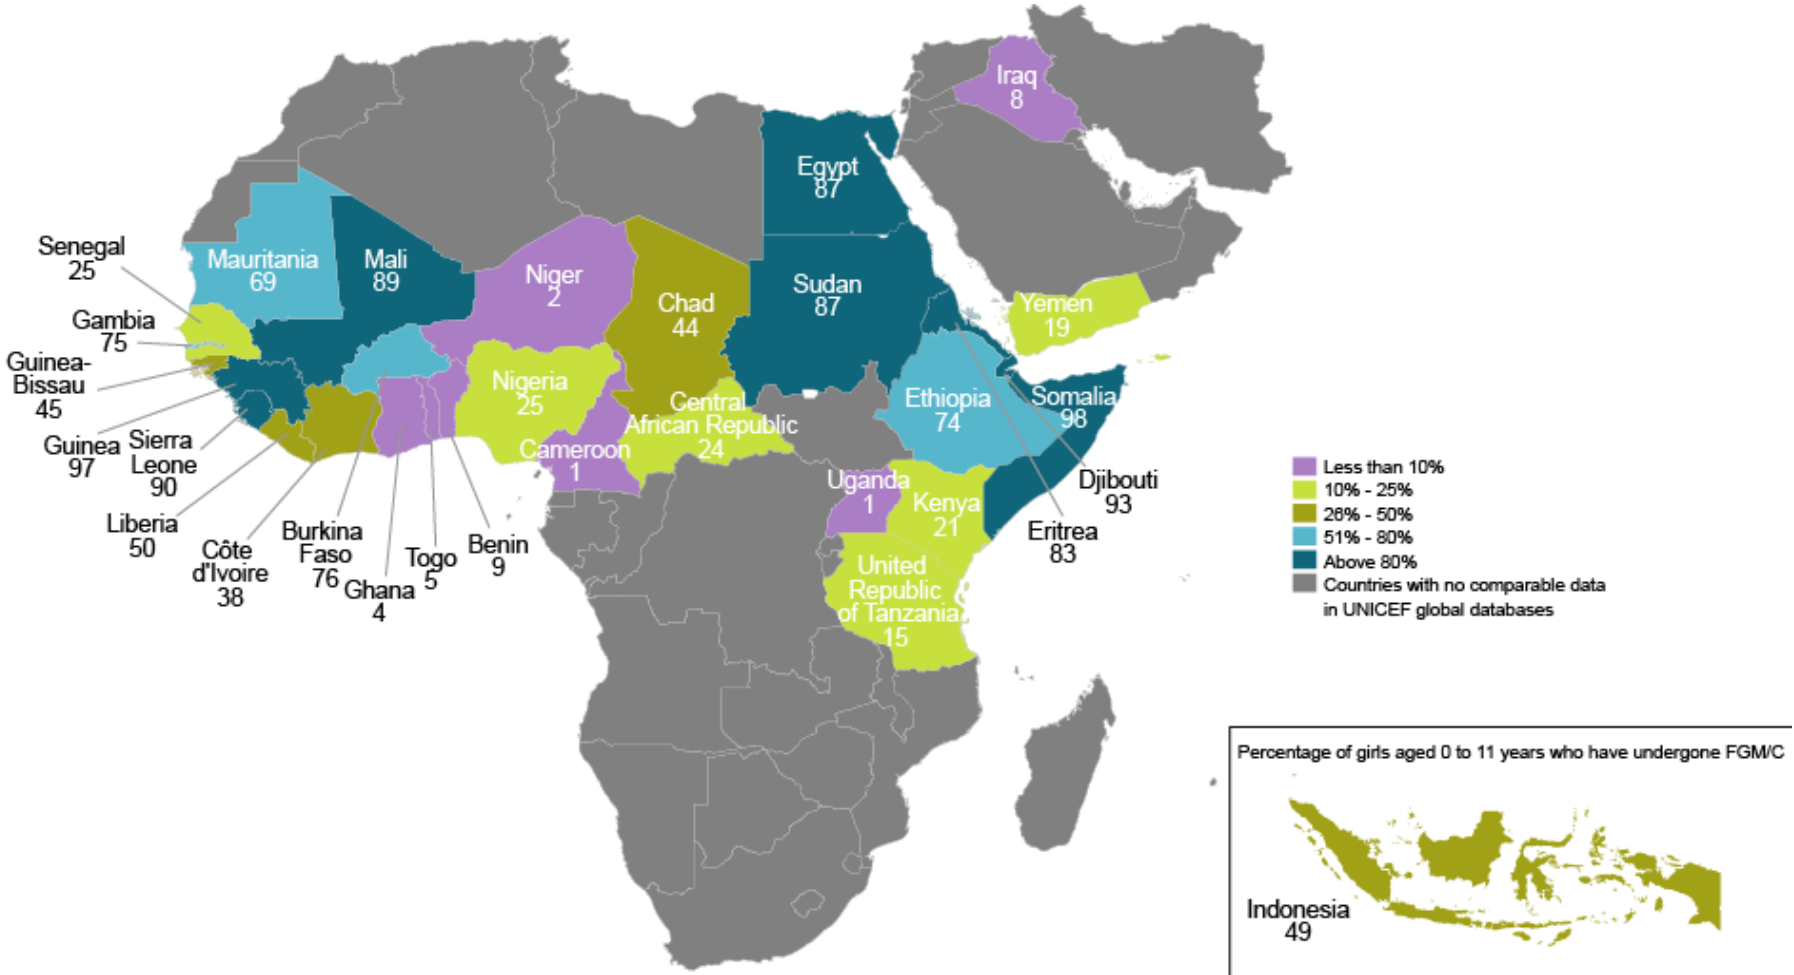 Iraq
8
Egypt
87
Senegal
25
Mauritania
69
Mali
89
Niger
2
Chad
44
Sudan
87
Yemen
19
Gambia
75
Guinea-
Bissau
45
Nigeria
25
Central
African Republic
24
Ethiopia
74
Somalia
98
Guinea
97
Sierra
Leone
90
Cameroon
1
Uganda
1
Kenya
21
Djibouti
93
Eritrea
83
Liberia
50
Côte
d'Ivoire
38
Burkina
Faso
76
Ghana
4
Togo
5
Benin
9
United
Republic
of Tanzania
15
Less than 10%
10% - 25%
26% - 50%
51% - 80%
Above 80%
Countries with no comparable data
in UNICEF global databases
Percentage of girls aged 0 to 11 years who have undergone FGM/C
Indonesia
49